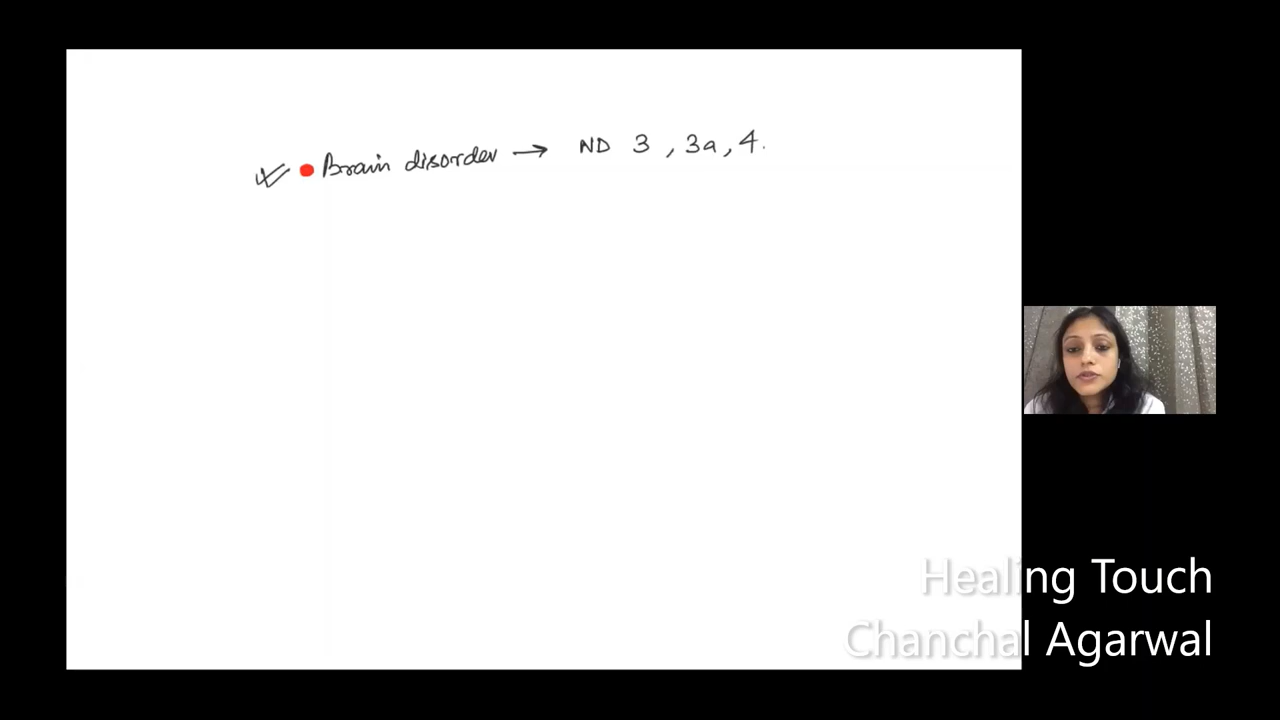 Brain disorder → ND 3, 3a, 4.
Healing Touch
Chanchal Agarwal